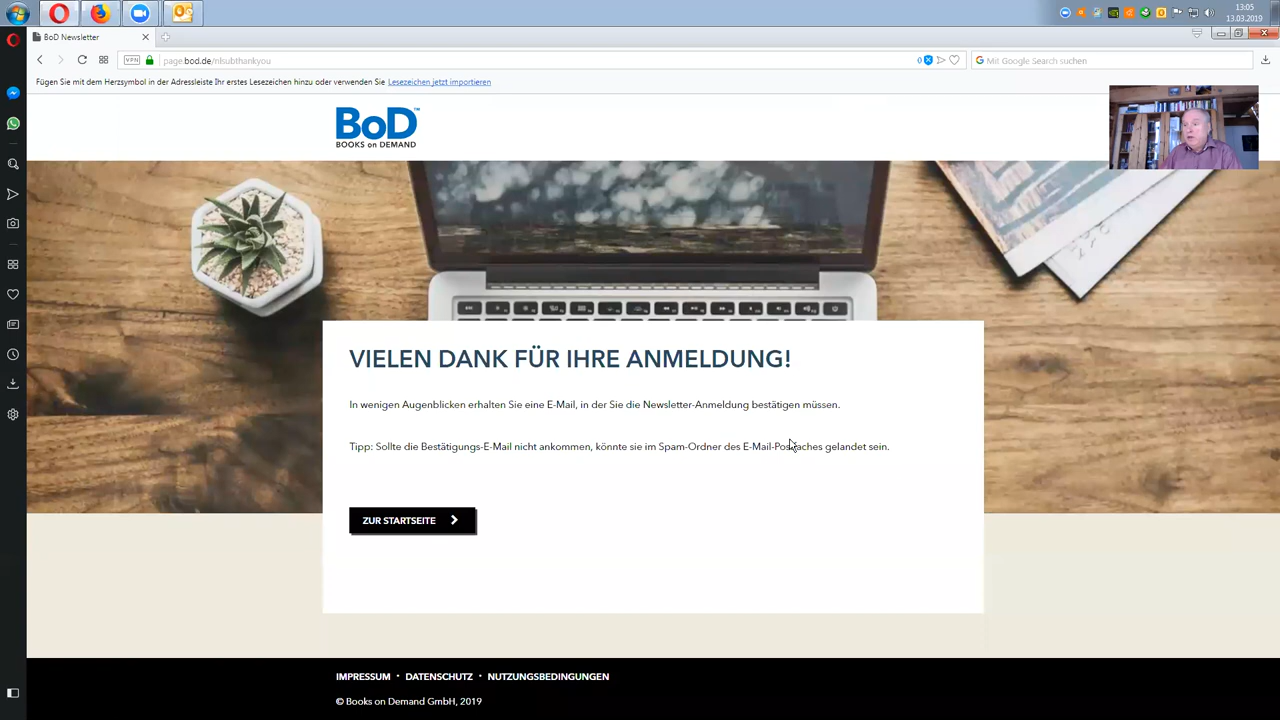 13:05
13.03.2019
BoD Newsletter
VPN
page.bod.de/nlsubthankyou
0
Mit Google Search suchen
Fügen Sie mit dem Herzsymbol in der Adressleiste Ihr erstes Lesezeichen hinzu oder verwenden Sie Lesezeichen jetzt importieren
BoD™
BOOKS on DEMAND
VIELEN DANK FÜR IHRE ANMELDUNG!
In wenigen Augenblicken erhalten Sie eine E-Mail, in der Sie die Newsletter-Anmeldung bestätigen müssen.
Tipp: Sollte die Bestätigungs-E-Mail nicht ankommen, könnte sie im Spam-Ordner des E-Mail-Postfaches gelandet sein.
ZUR STARTSEITE
IMPRESSUM · DATENSCHUTZ · NUTZUNGSBEDINGUNGEN
© Books on Demand GmbH, 2019